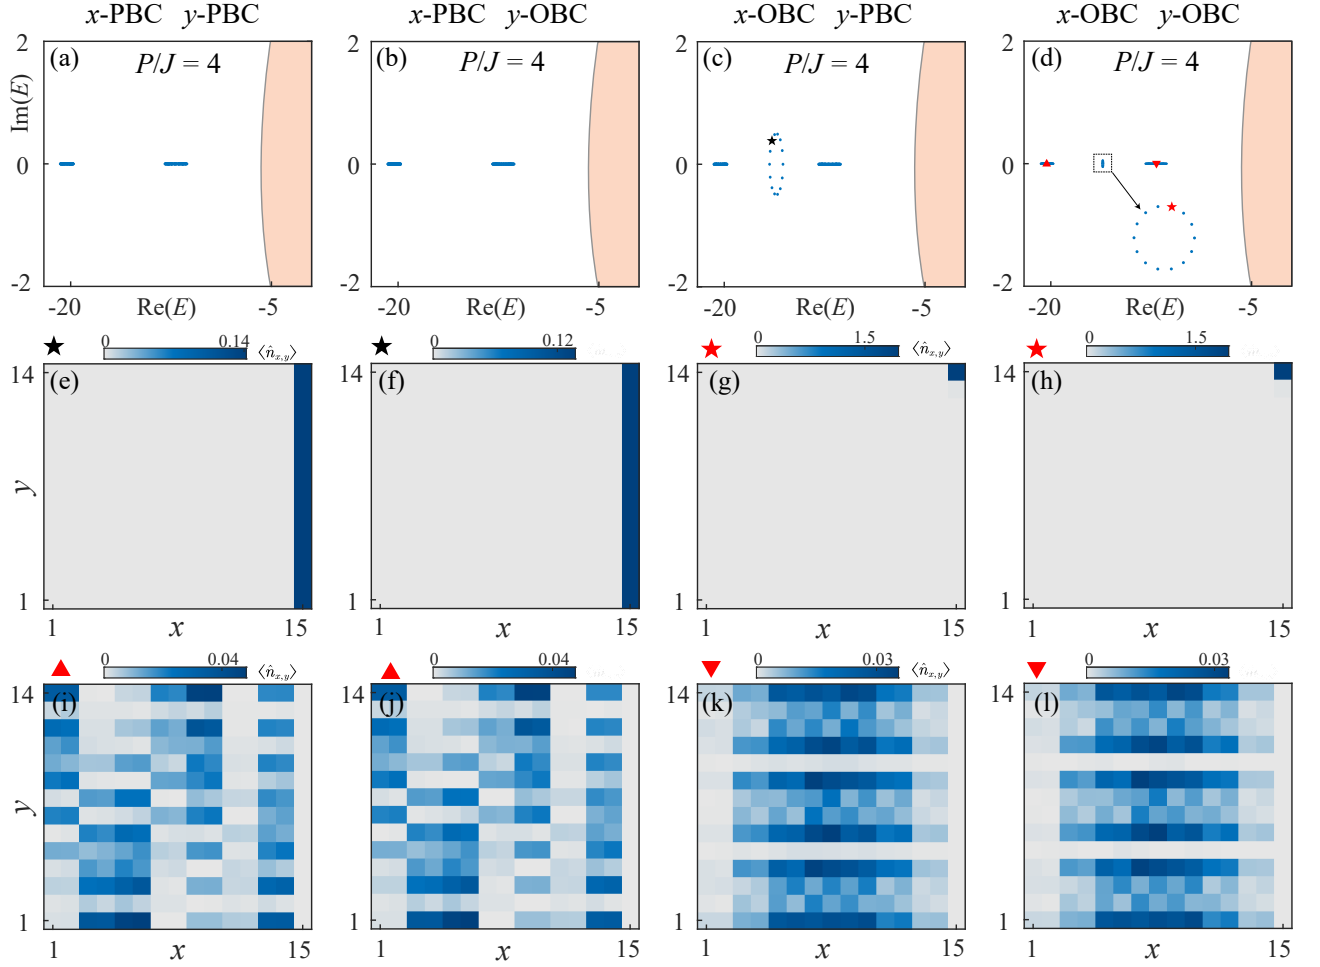 x-PBC y-PBC x-PBC y-OBC x-OBC y-PBC x-OBC y-OBC
2 (a) P/J = 4 2 (b) P/J = 4 2 (c) P/J = 4 2 (d) P/J = 4
Im(E)
0 0 0 0
-2 -2 -2 -2
-20 Re(E) -5 -20 Re(E) -5 -20 Re(E) -5 -20 Re(E) -5
0 0.14 ⟨n̂x,y⟩ 0 0.12 0 1.5 ⟨n̂x,y⟩ 0 1.5
14 (e) 14 (f) 14 (g) 14 (h)
y
1 1 1 1
1 x 15 1 x 15 1 x 15 1 x 15
0 0.04 ⟨n̂x,y⟩ 0 0.04 0 0.03 ⟨n̂x,y⟩ 0 0.03
14 (i) 14 (j) 14 (k) 14 (l)
y
1 1 1 1
1 x 15 1 x 15 1 x 15 1 x 15